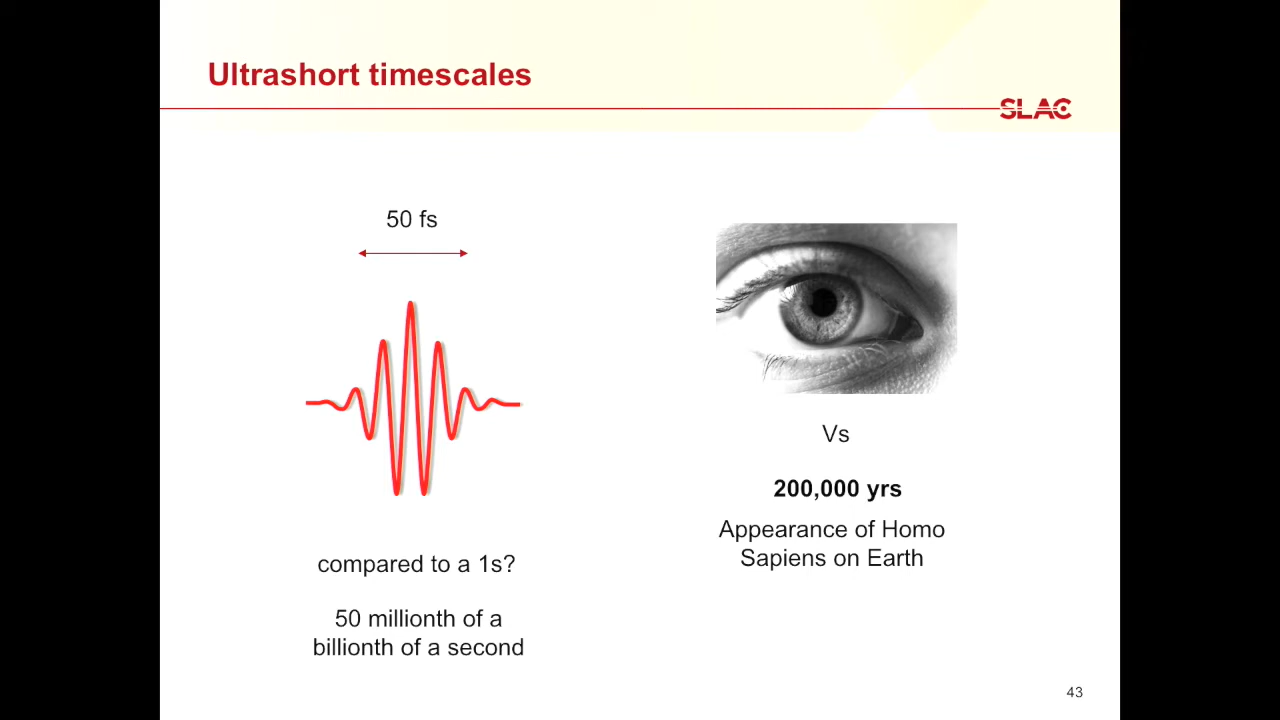 Ultrashort timescales
SLAC
50 fs
compared to a 1s?
50 millionth of a
billionth of a second
Vs
200,000 yrs
Appearance of Homo
Sapiens on Earth
43